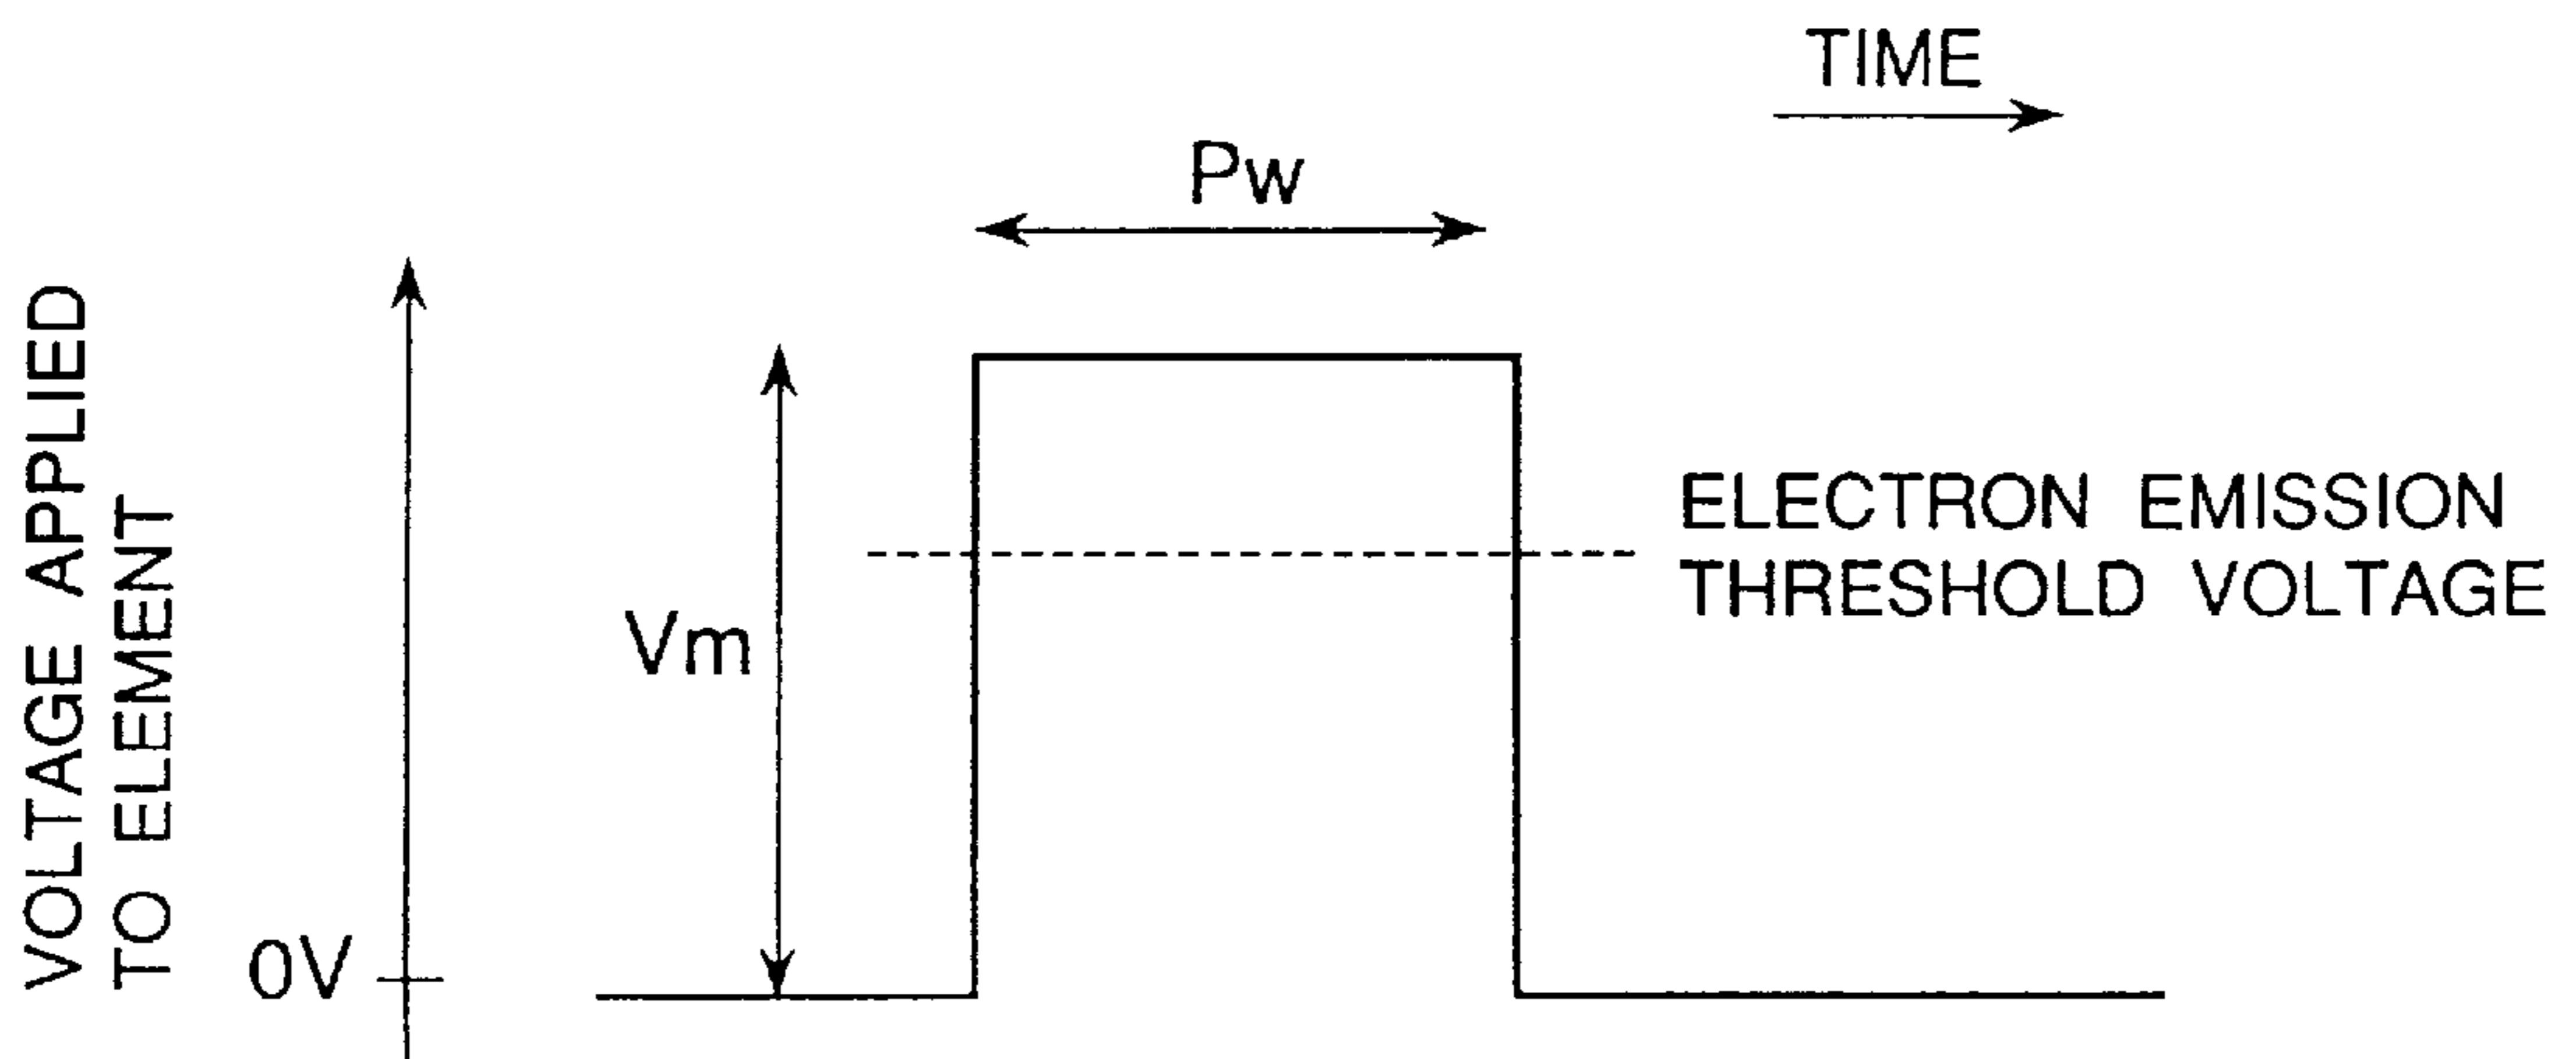 TIME
Pw
VOLTAGE APPLIED
TO ELEMENT
Vm
ELECTRON EMISSION
THRESHOLD VOLTAGE
0V